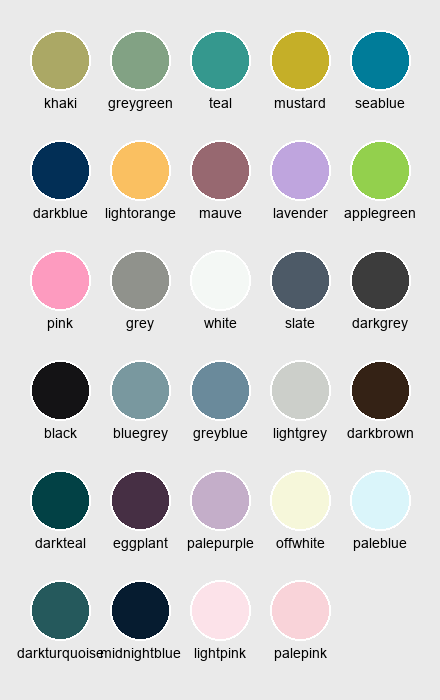 khaki greygreen teal mustard seablue
darkblue lightorange mauve lavender applegreen
pink grey white slate darkgrey
black bluegrey greyblue lightgrey darkbrown
darkteal eggplant palepurple offwhite paleblue
darkturquoise midnightblue lightpink palepink